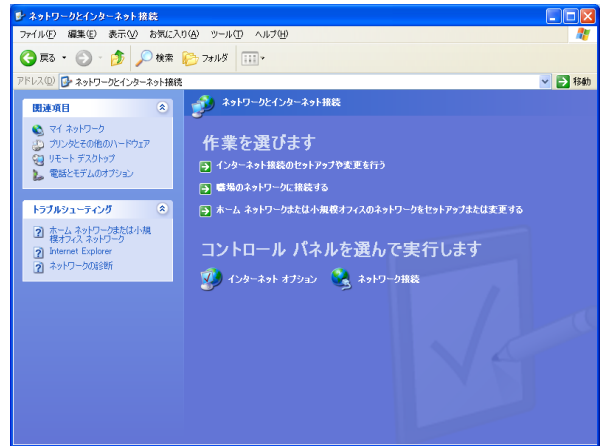 ネットワークとインターネット接続
ファイル(F) 編集(E) 表示(V) お気に入り(A) ツール(T) ヘルプ(H)
戻る 検索 フォルダ
アドレス(D) ネットワークとインターネット接続 移動
関連項目
マイ ネットワーク
プリンタとその他のハードウェア
リモート デスクトップ
電話とモデムのオプション
トラブルシューティング
ホーム ネットワークまたは小規
模オフィス ネットワーク
Internet Explorer
ネットワークの診断
ネットワークとインターネット接続
作業を選びます
インターネット接続のセットアップや変更を行う
職場のネットワークに接続する
ホーム ネットワークまたは小規模オフィスのネットワークをセットアップまたは変更する
コントロール パネルを選んで実行します
インターネット オプション ネットワーク接続